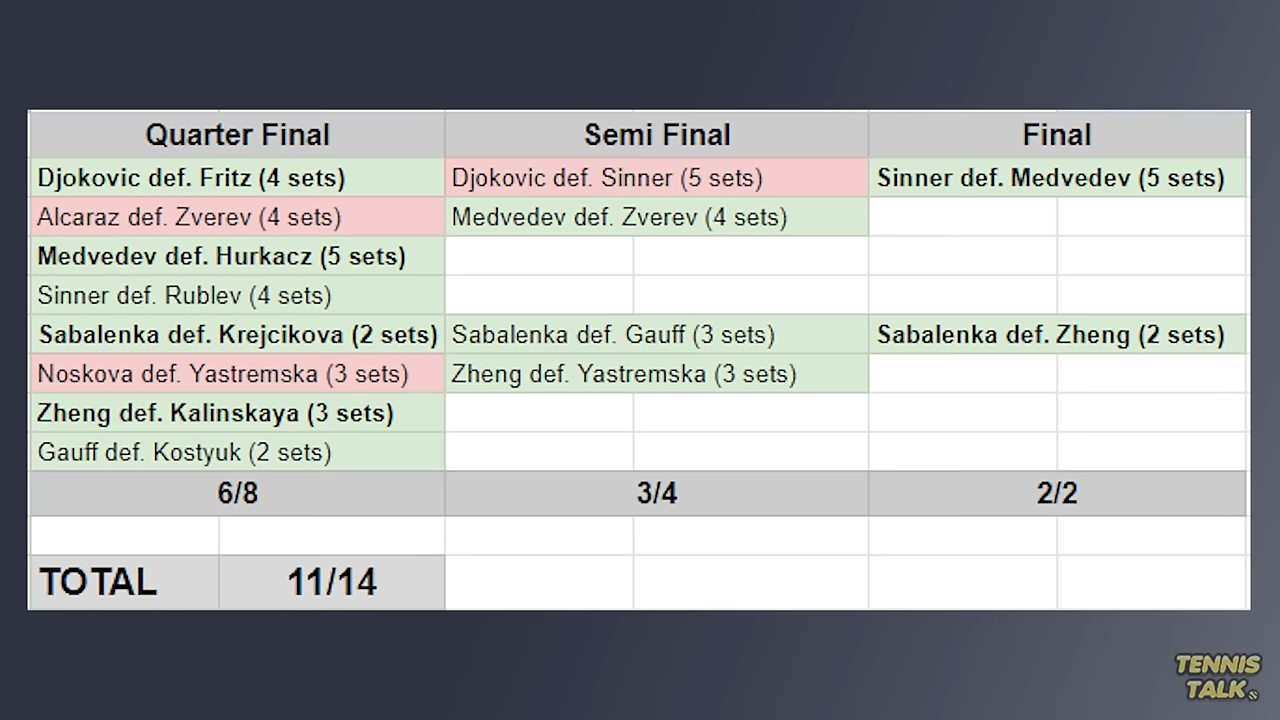 Quarter Final Semi Final Final
Djokovic def. Fritz (4 sets) Djokovic def. Sinner (5 sets) Sinner def. Medvedev (5 sets)
Alcaraz def. Zverev (4 sets) Medvedev def. Zverev (4 sets)
Medvedev def. Hurkacz (5 sets)
Sinner def. Rublev (4 sets)
Sabalenka def. Krejcikova (2 sets) Sabalenka def. Gauff (3 sets) Sabalenka def. Zheng (2 sets)
Noskova def. Yastremska (3 sets) Zheng def. Yastremska (3 sets)
Zheng def. Kalinskaya (3 sets)
Gauff def. Kostyuk (2 sets)
6/8 3/4 2/2
TOTAL 11/14
TENNIS
TALK